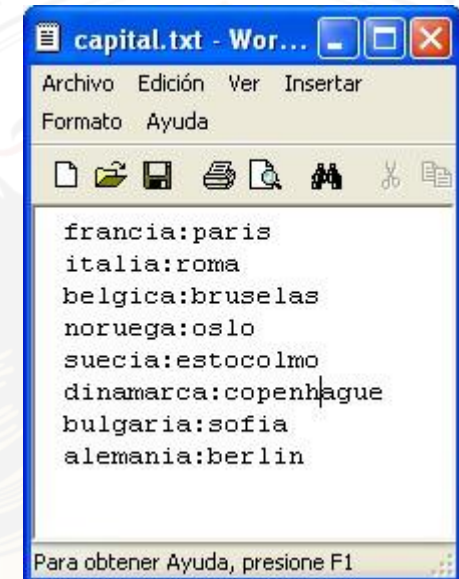 capital.txt - Wor...
Archivo Edición Ver Insertar
Formato Ayuda
francia:paris
italia:roma
belgica:bruselas
noruega:oslo
suecia:estocolmo
dinamarca:copenhague
bulgaria:sofia
alemania:berlin
Para obtener Ayuda, presione F1